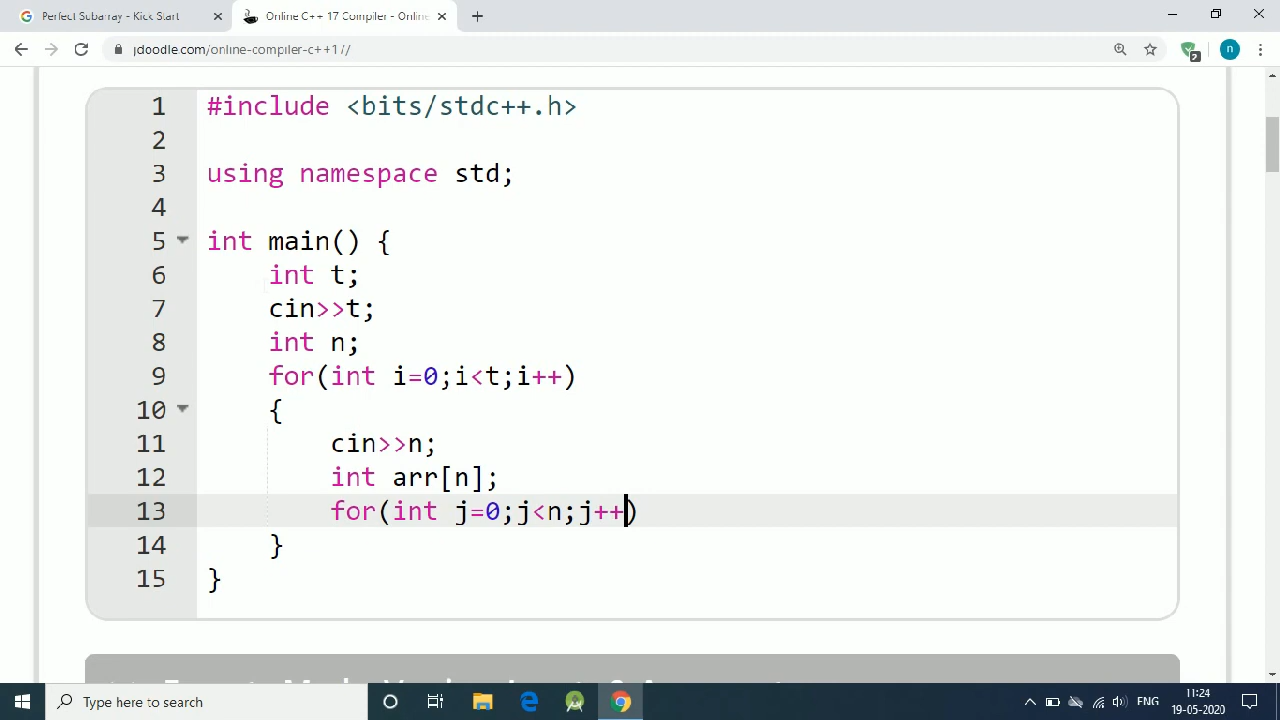 Perfect Subarray - Kick Start
Online C++ 17 Compiler - Online
jdoodle.com/online-compiler-c++17/
2
n
1 #include <bits/stdc++.h>
2
3 using namespace std;
4
5 int main() {
6 int t;
7 cin>>t;
8 int n;
9 for(int i=0;i<t;i++)
10 {
11 cin>>n;
12 int arr[n];
13 for(int j=0;j<n;j++)
14 }
15 }
Type here to search
ENG
11:24
19-05-2020